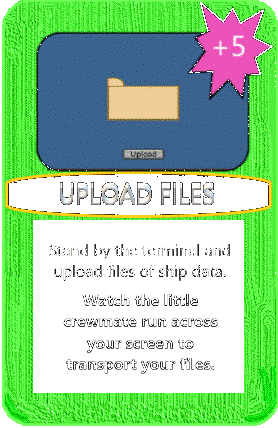 +5
Upload
UPLOAD FILES
Stand by the terminal and
upload files of ship data.
Watch the little
crewmate run across
your screen to
transport your files.